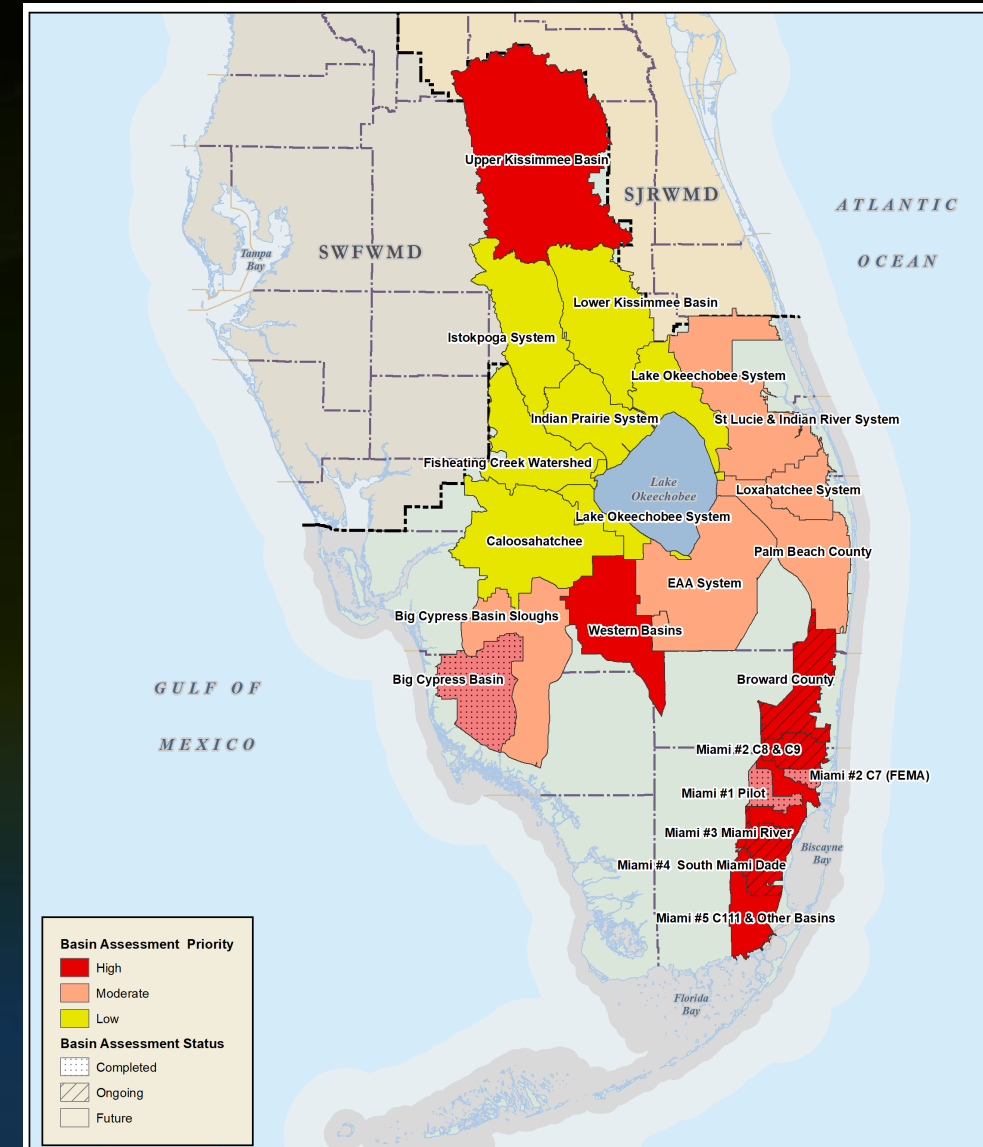 Upper Kissimmee Basin
SJRWMD
ATLANTIC
OCEAN
SWFWMD
Tampa
Bay
Lower Kissimmee Basin
Istokpoga System
Lake Okeechobee System
Indian Prairie System
St Lucie & Indian River System
Fisheating Creek Watershed
Lake
Okeechobee
Loxahatchee System
Lake Okeechobee System
Caloosahatchee
Palm Beach County
EAA System
Big Cypress Basin Sloughs
Western Basins
Big Cypress Basin
Broward County
GULF OF
MEXICO
Miami #2 C8 & C9
Miami #2 C7 (FEMA)
Miami #1 Pilot
Miami #3 Miami River
Biscayne
Bay
Miami #4 South Miami Dade
Miami #5 C111 & Other Basins
Florida
Bay
Basin Assessment Priority
High
Moderate
Low
Basin Assessment Status
Completed
Ongoing
Future